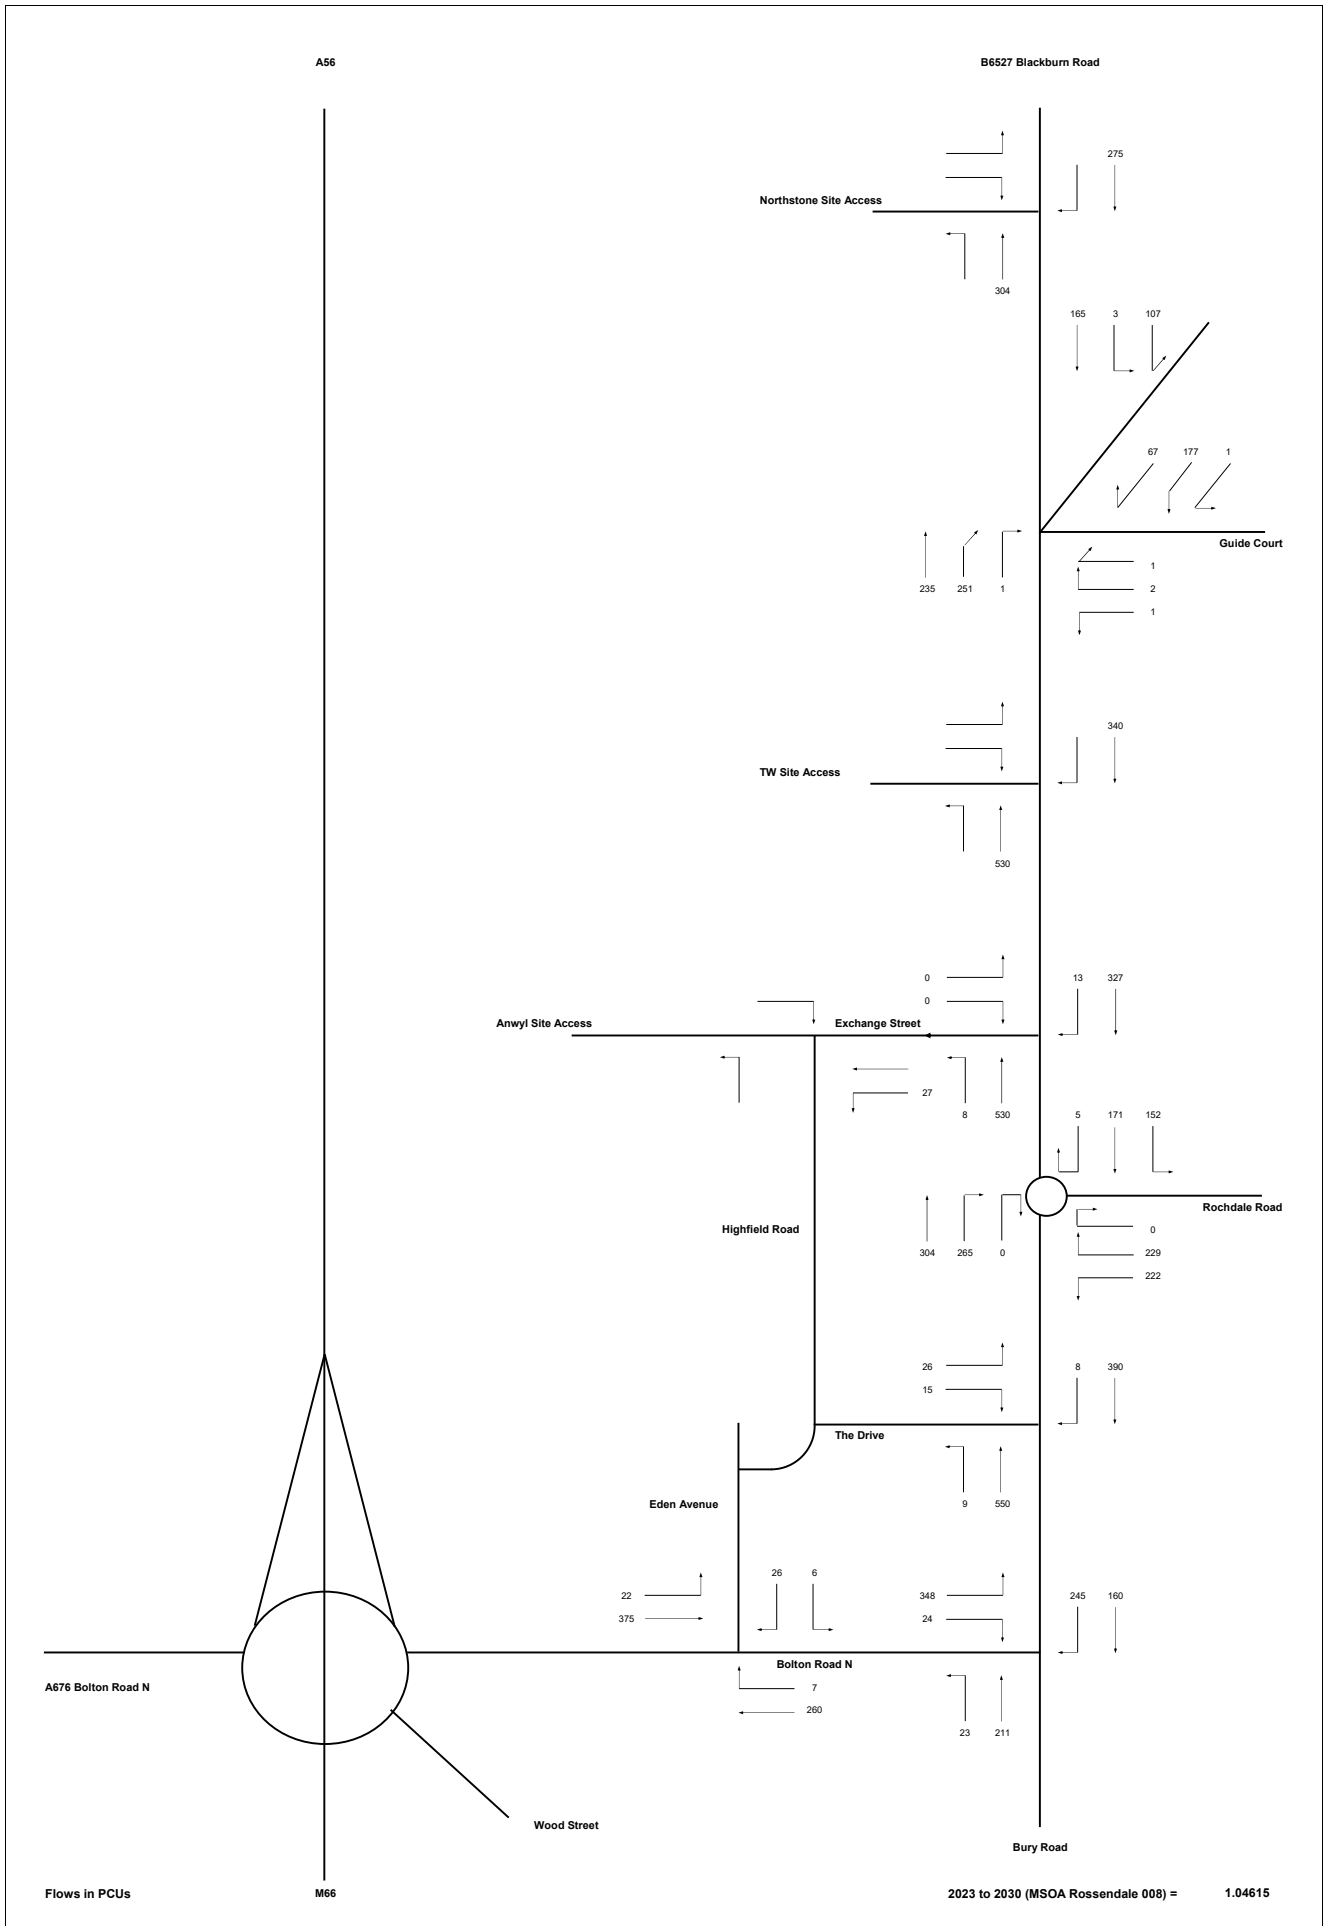 A56
B6527 Blackburn Road
275
Northstone Site Access
304
165 3 107
67 177 1
Guide Court
235 251 1
1
2
1
340
TW Site Access
530
0
13 327
0
Anwyl Site Access
Exchange Street
27
8 530
5 171 152
Rochdale Road
Highfield Road
304 265 0
0
229
222
26
8 390
15
The Drive
9 550
Eden Avenue
26 6
22
375
348
24
245 160
Bolton Road N
A676 Bolton Road N
7
260
23 211
Wood Street
Bury Road
Flows in PCUs
M66
2023 to 2030 (MSOA Rossendale 008) = 1.04615